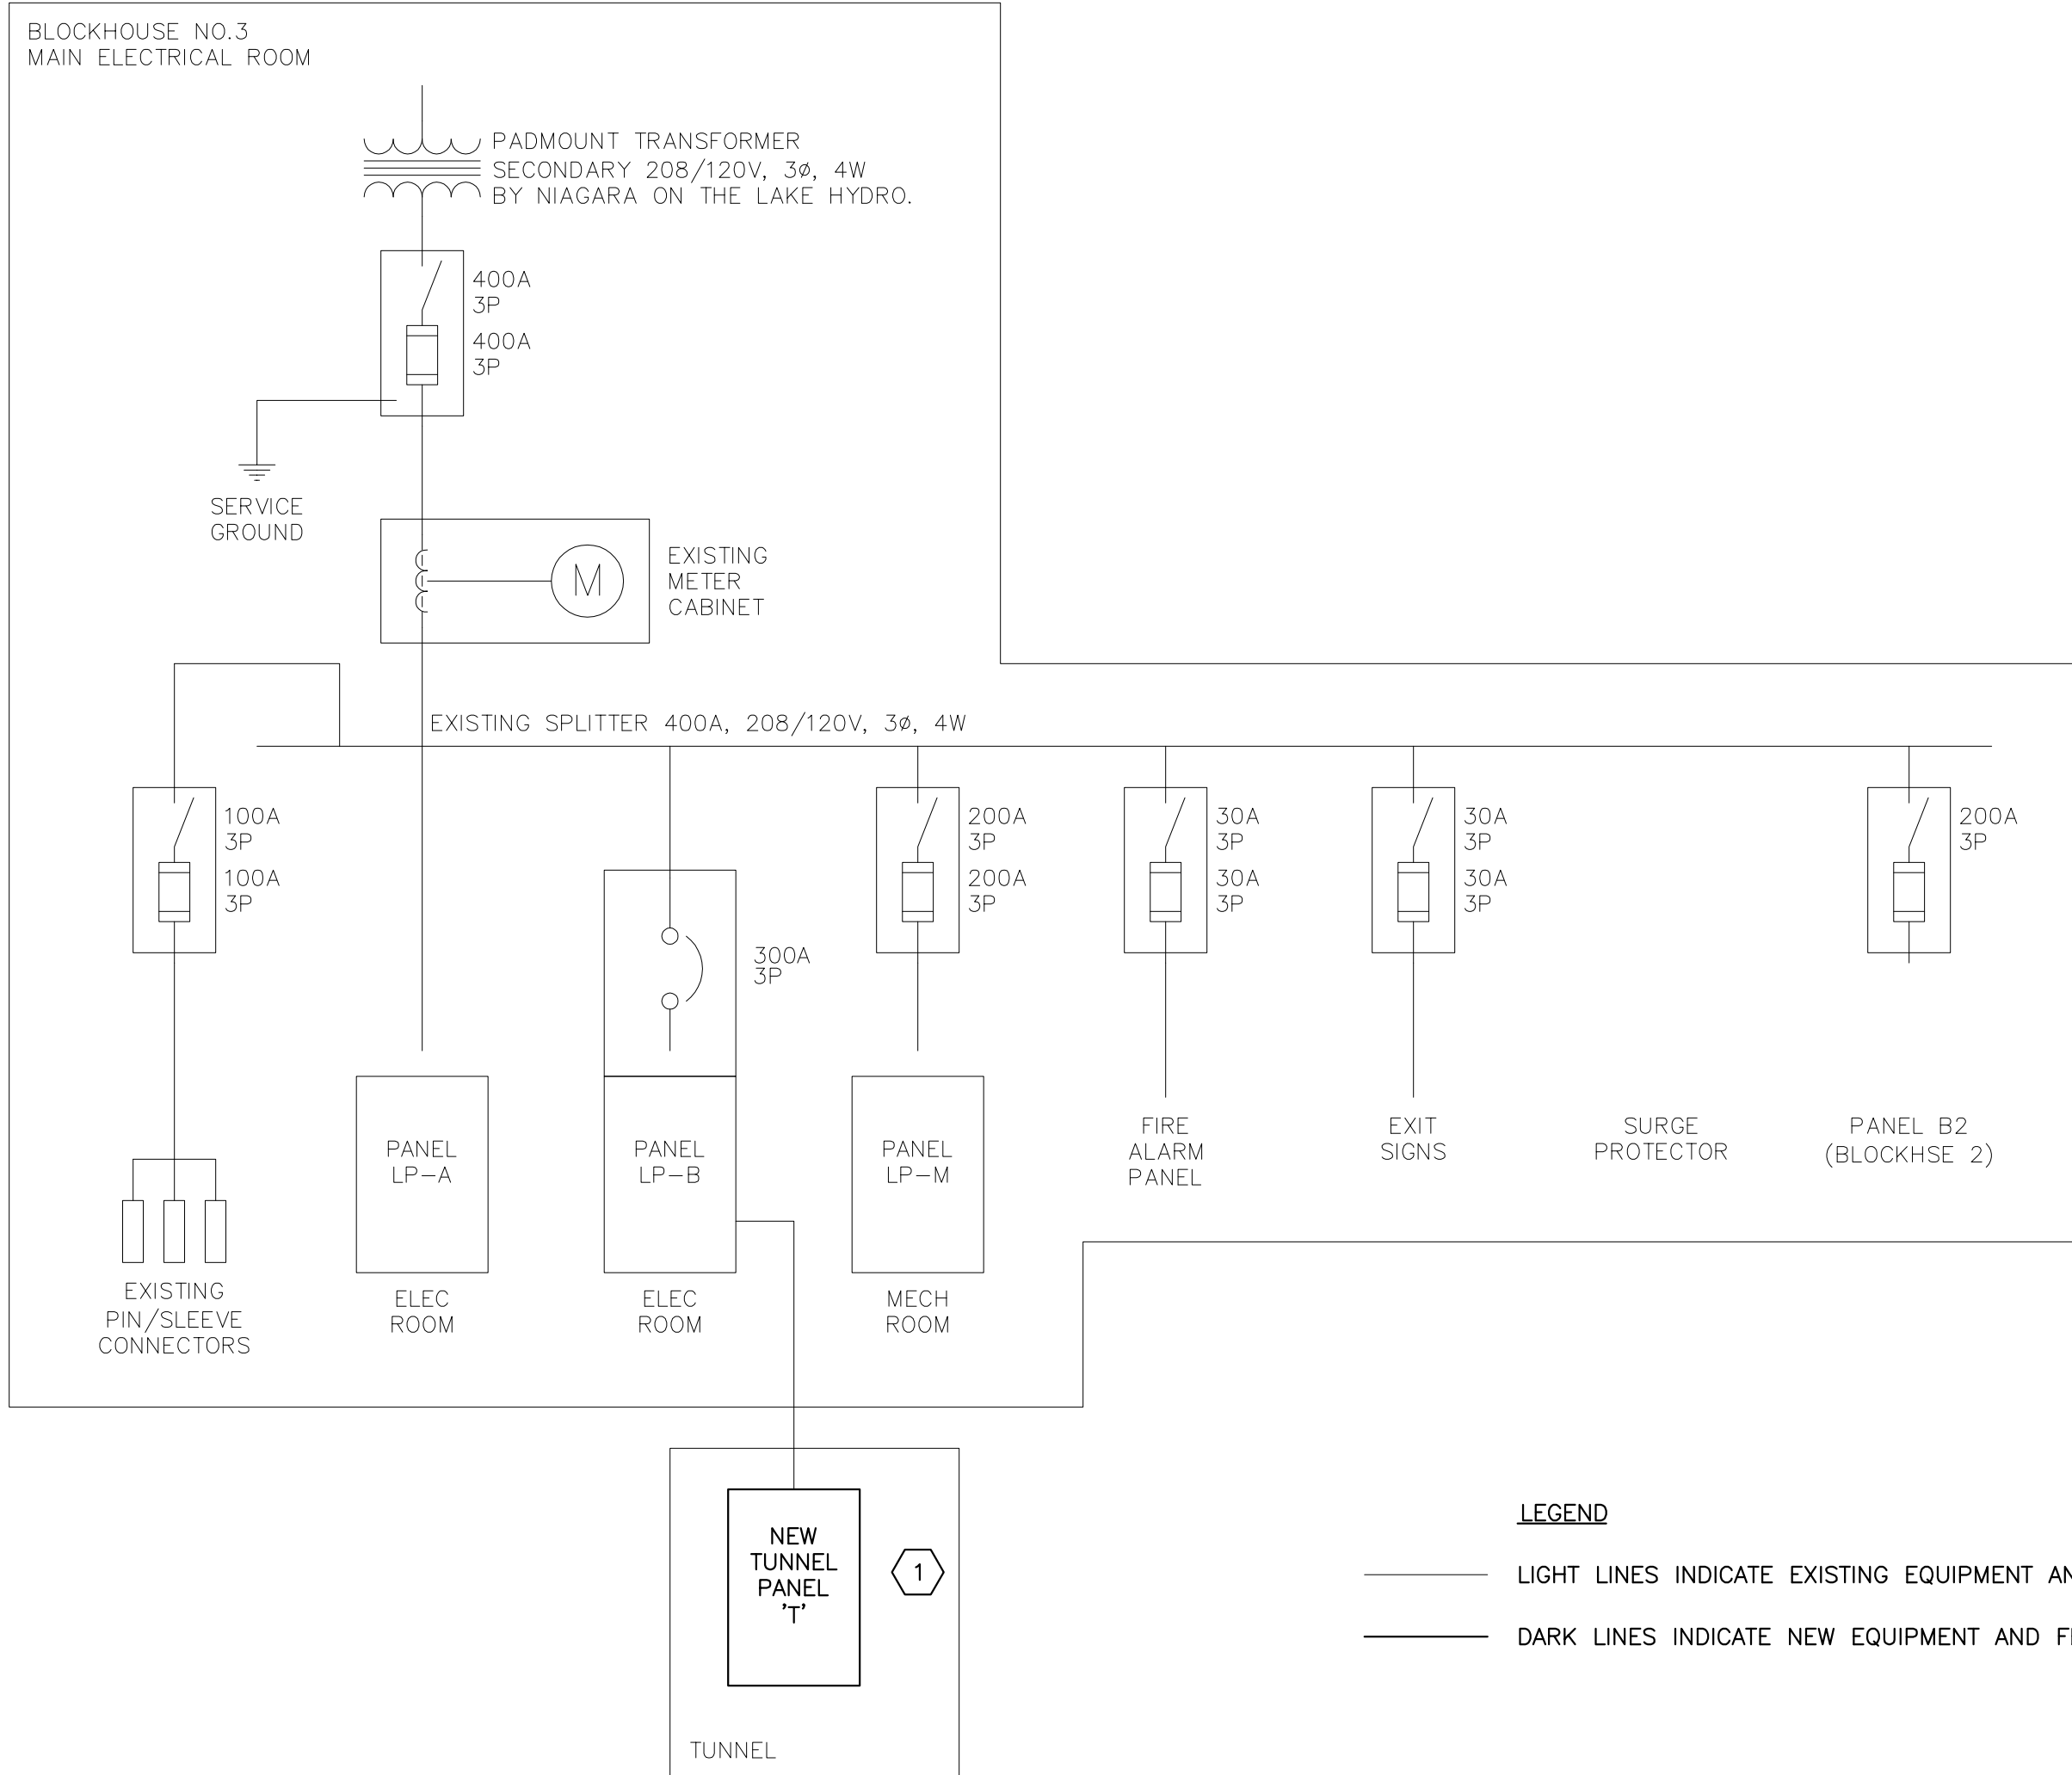 BLOCKHOUSE NO.3
MAIN ELECTRICAL ROOM
PADMOUNT TRANSFORMER
SECONDARY 208/120V, 3ø, 4W
BY NIAGARA ON THE LAKE HYDRO.
400A
3P
400A
3P
SERVICE
GROUND
M
EXISTING
METER
CABINET
EXISTING SPLITTER 400A, 208/120V, 3ø, 4W
100A
3P
100A
3P
300A
3P
200A
3P
200A
3P
30A
3P
30A
3P
30A
3P
30A
3P
200A
3P
PANEL
LP-A
PANEL
LP-B
PANEL
LP-M
FIRE
ALARM
PANEL
EXIT
SIGNS
SURGE
PROTECTOR
PANEL B2
(BLOCKHSE 2)
EXISTING
PIN/SLEEVE
CONNECTORS
ELEC
ROOM
ELEC
ROOM
MECH
ROOM
NEW
TUNNEL
PANEL
'T'
1
TUNNEL
LEGEND
LIGHT LINES INDICATE EXISTING EQUIPMENT
DARK LINES INDICATE NEW EQUIPMENT AND